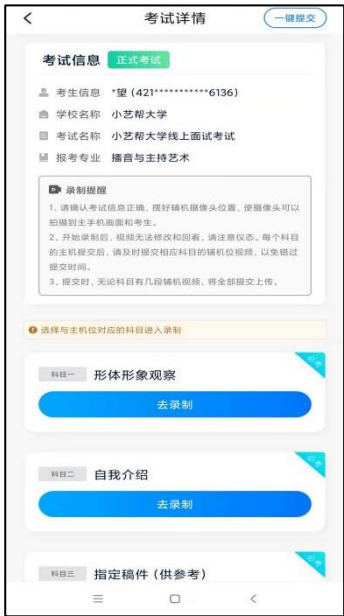 考试详情
一键提交
考试信息 正式考试
考生信息 *望 (421***********6136)
学校名称 小艺帮大学
考试名称 小艺帮大学线上面试考试
报考专业 播音与主持艺术
录制提醒
1、请确认考试信息正确，摆好辅机摄像头位置，使摄像头可以
拍摄到主手机画面和考生。
2、开始录制后，视频无法修改和回看，请注意仪态。每个科目
的主机提交后，请及时提交相应科目的辅机位视频，以免错过
提交时间。
3、提交时，无论科目有几段辅机视频，将全部提交上传。
选择与主机位对应的科目进入录制
科目一 形体形象观察
必考
去录制
科目二 自我介绍
必考
去录制
科目三 指定稿件（供参考）
必考